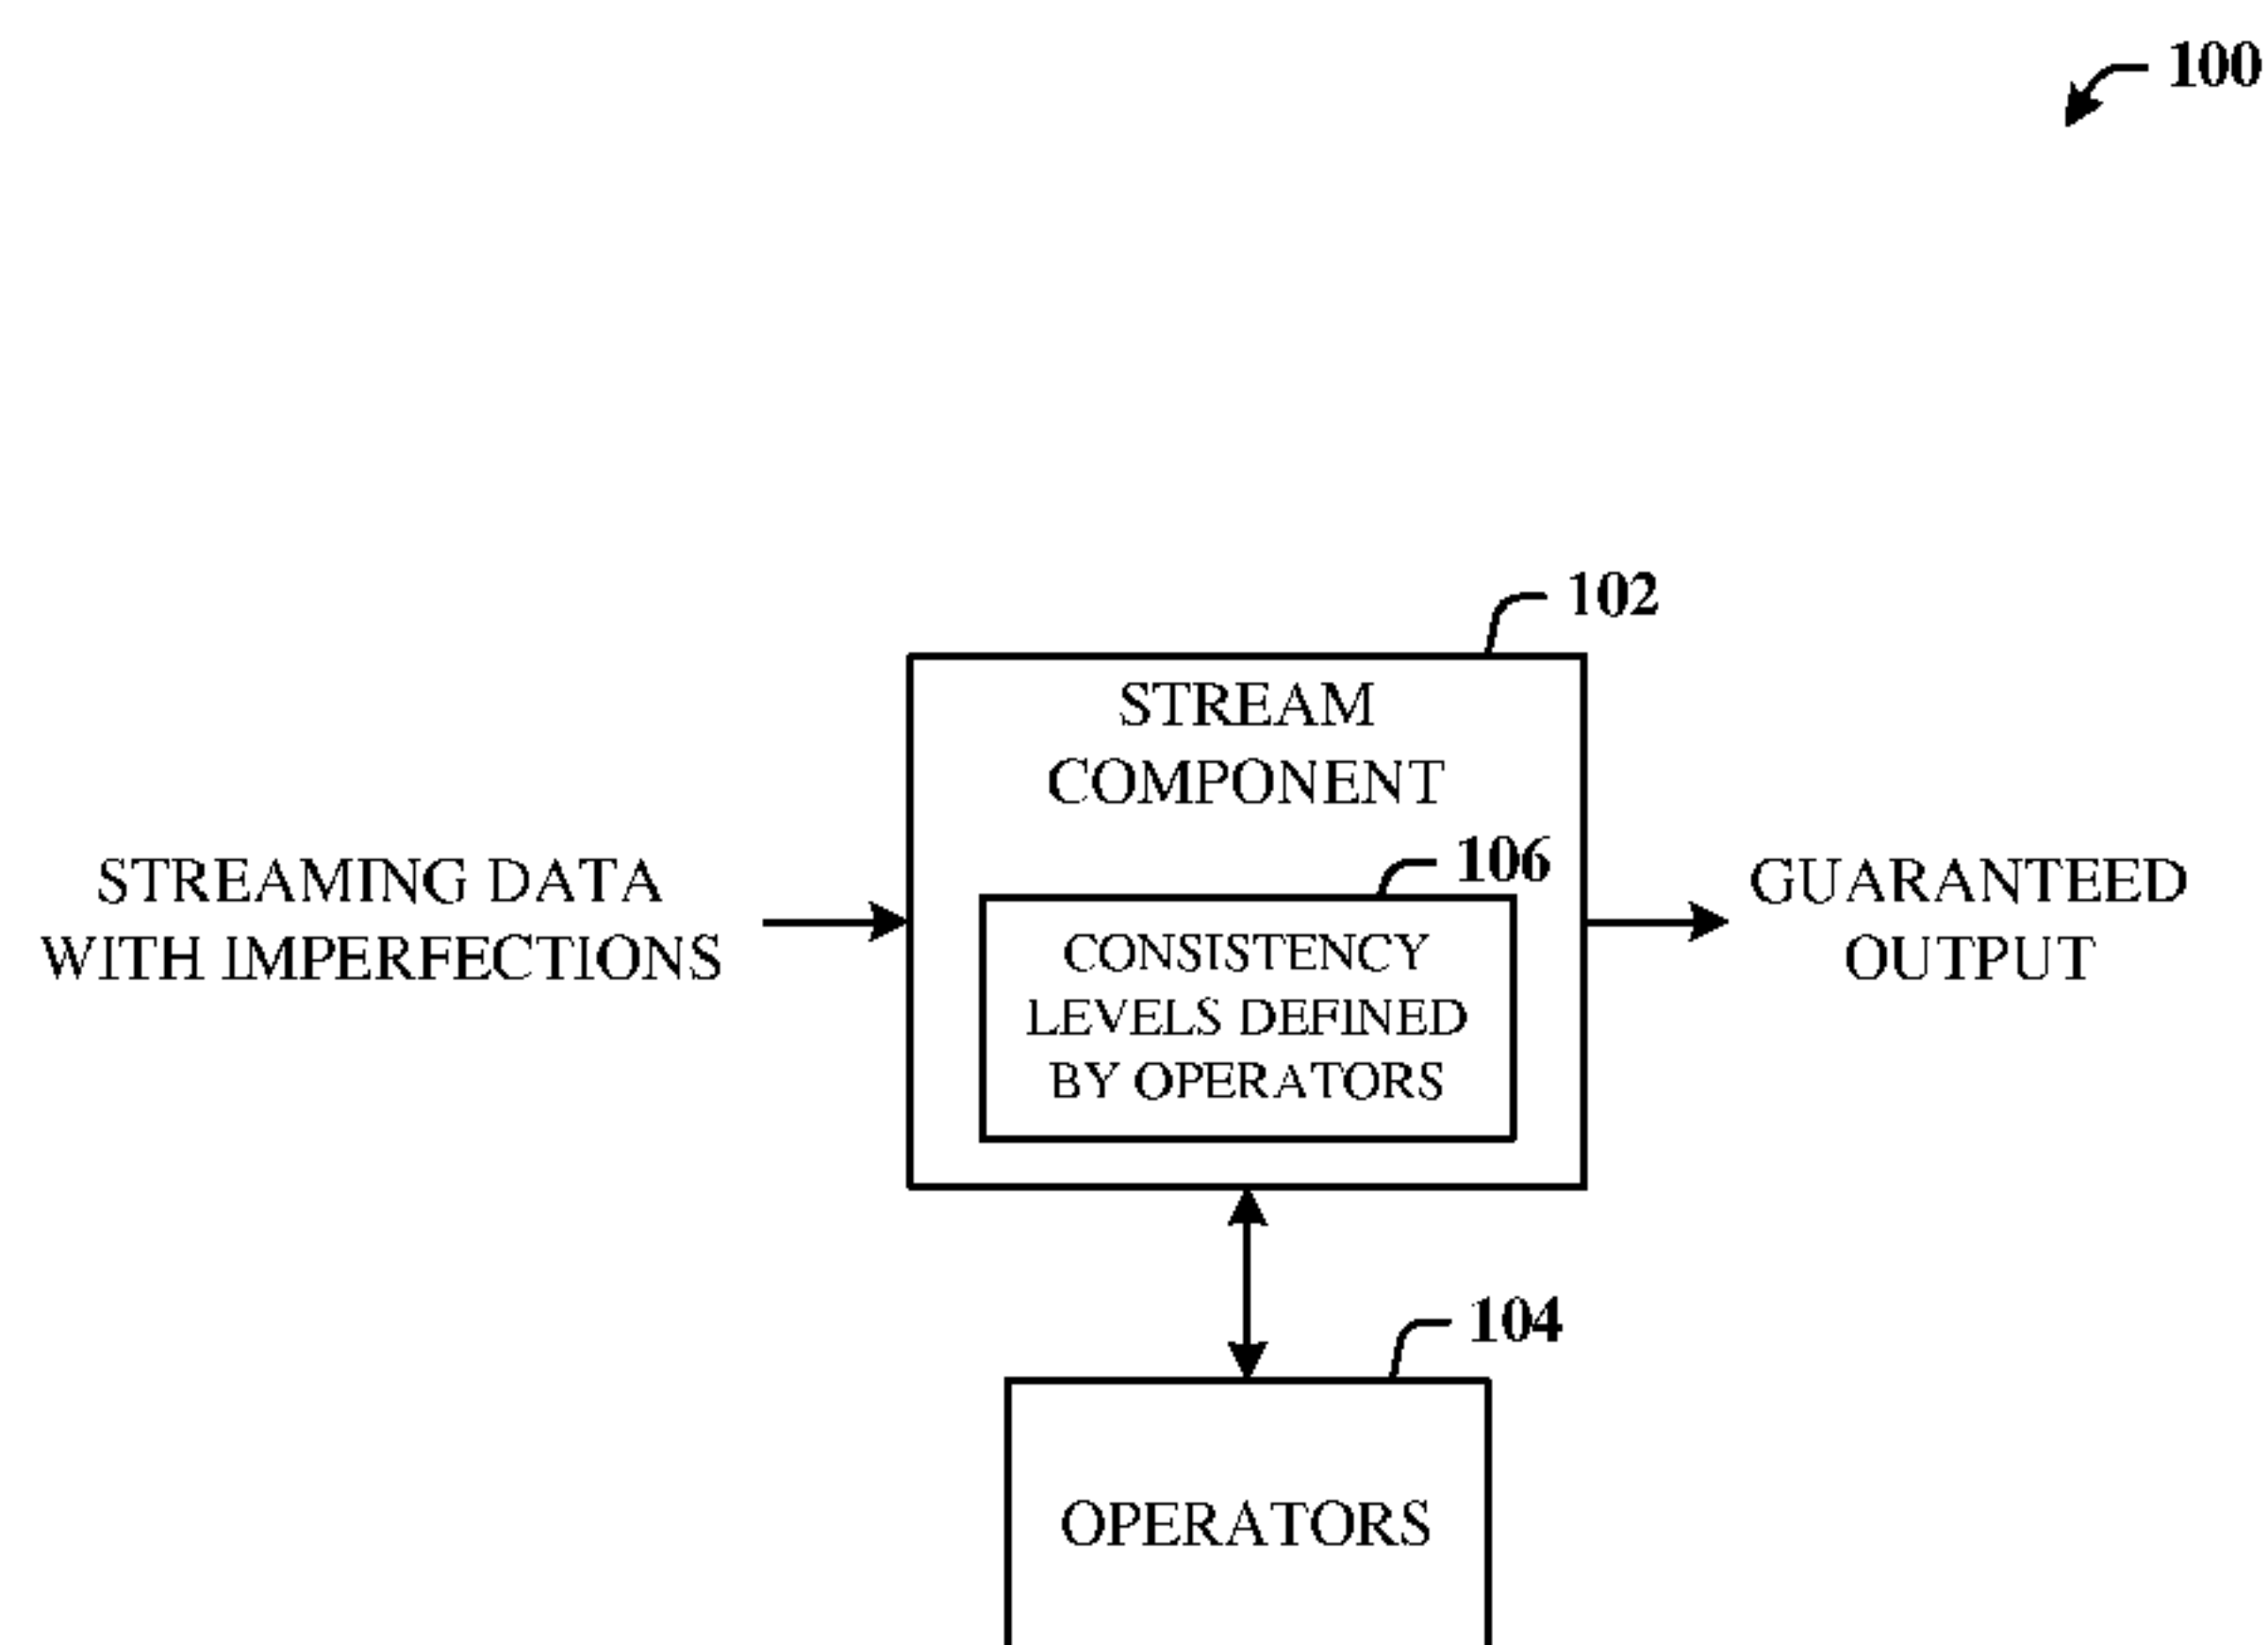 100
102
STREAM
COMPONENT
106
STREAMING DATA
WITH IMPERFECTIONS
CONSISTENCY
LEVELS DEFINED
BY OPERATORS
GUARANTEED
OUTPUT
104
OPERATORS